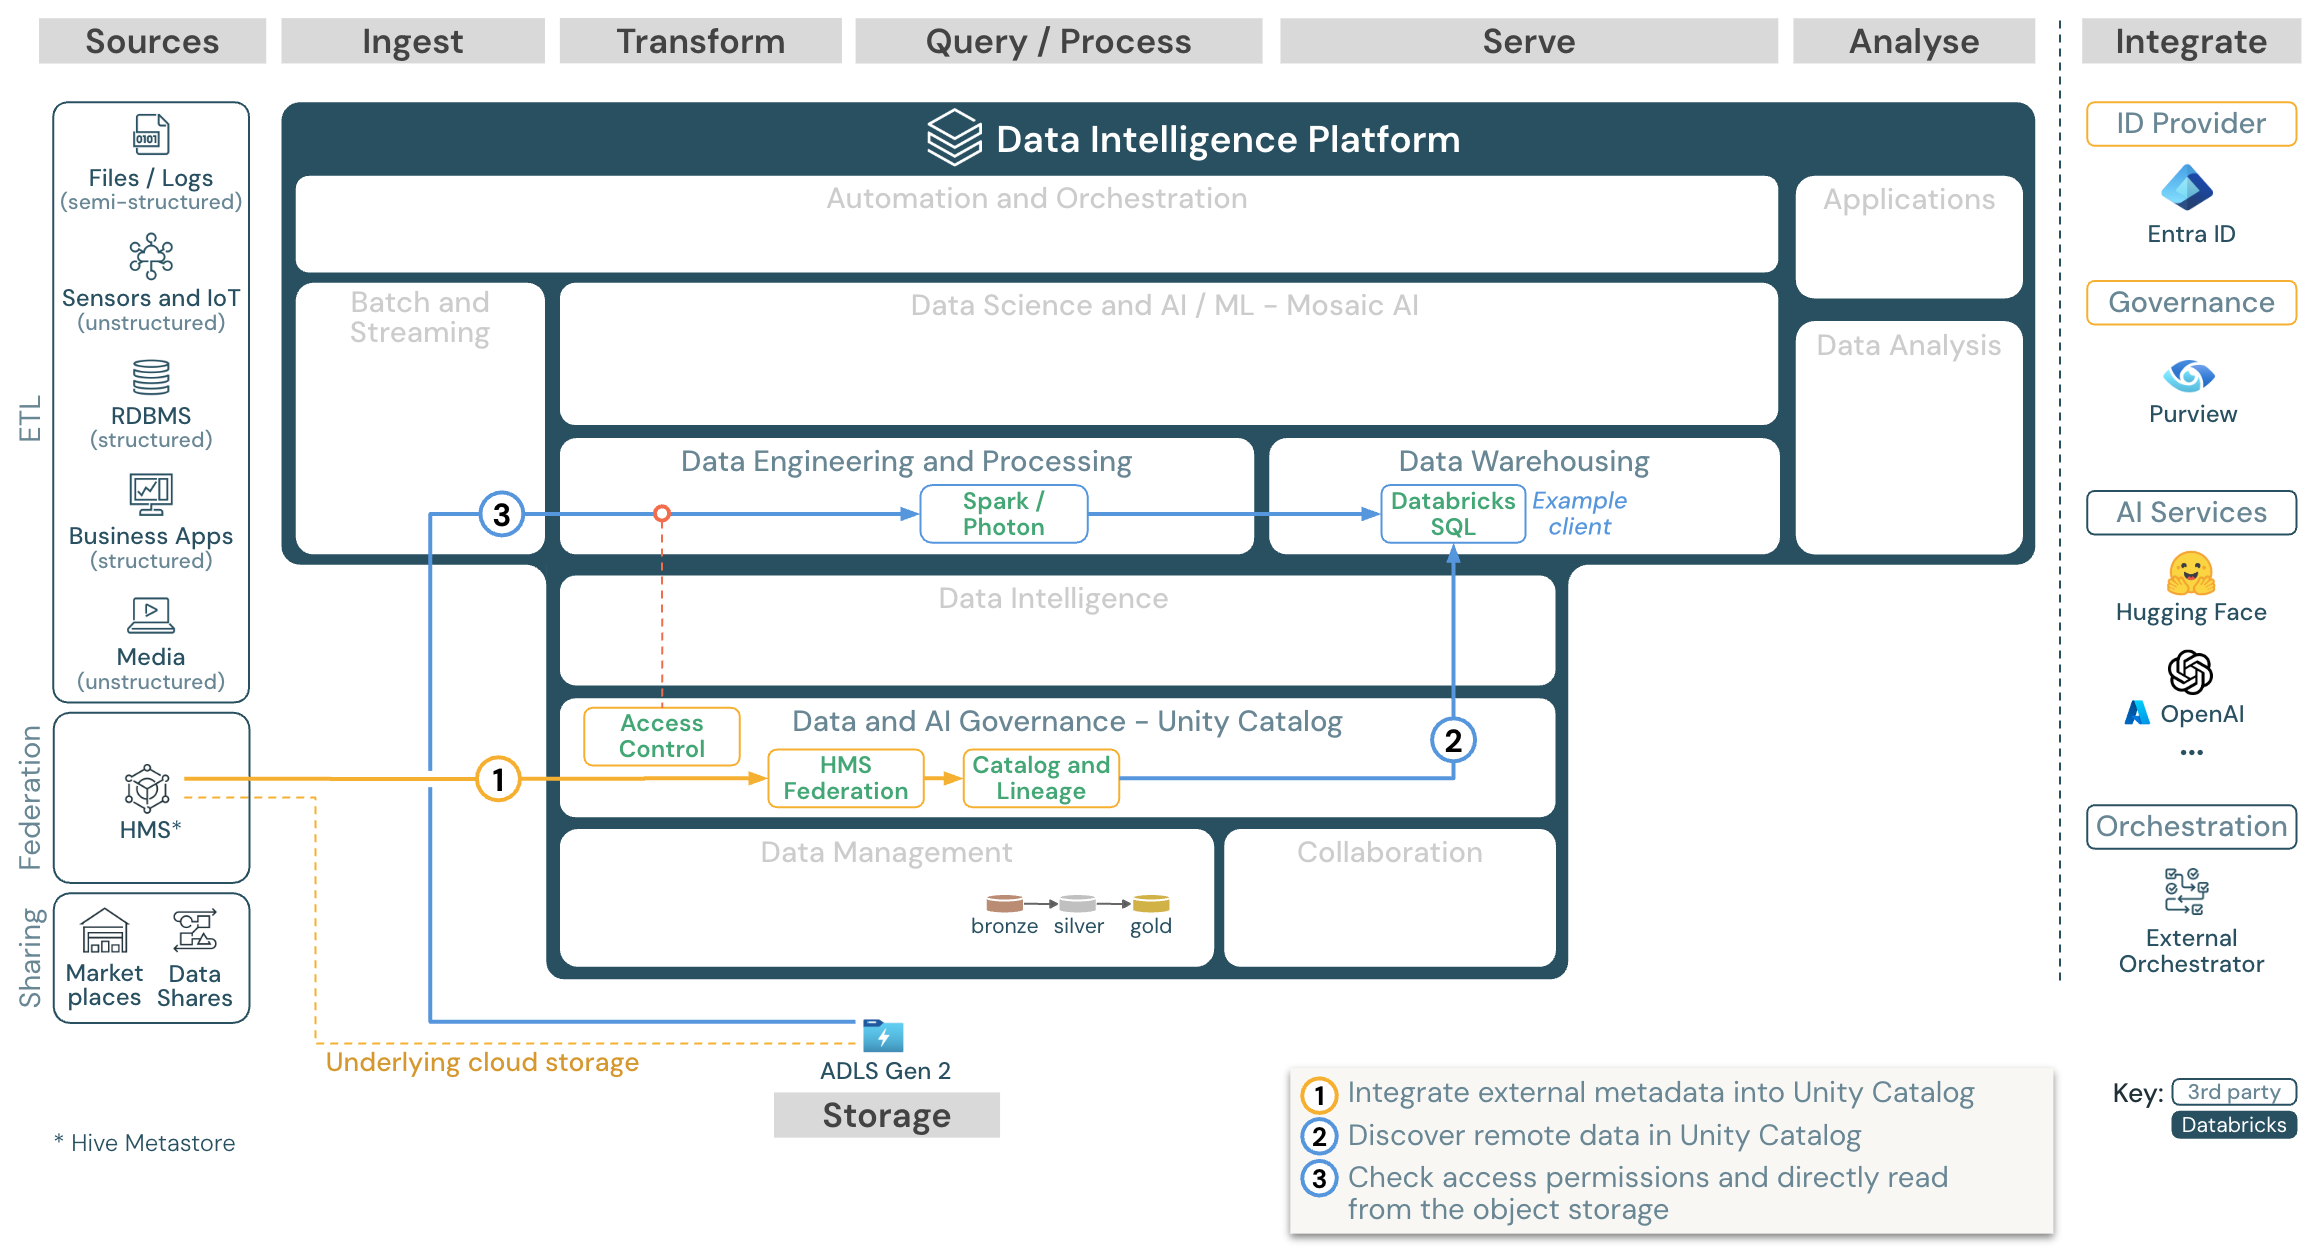 Sources
Ingest
Transform
Query / Process
Serve
Analyse
Integrate
ETL
0101
Files / Logs
(semi-structured)
Sensors and IoT
(unstructured)
RDBMS
(structured)
Business Apps
(structured)
Media
(unstructured)
Federation
HMS*
Sharing
Market
places
Data
Shares
* Hive Metastore
Data Intelligence Platform
Automation and Orchestration
Applications
Batch and
Streaming
Data Science and AI / ML - Mosaic AI
Data Analysis
Data Engineering and Processing
Data Warehousing
3
Spark /
Photon
Databricks
SQL
Example
client
Data Intelligence
Access
Control
Data and AI Governance - Unity Catalog
2
1
HMS
Federation
Catalog and
Lineage
Data Management
bronze
silver
gold
Collaboration
Underlying cloud storage
ADLS Gen 2
Storage
ID Provider
Entra ID
Governance
Purview
AI Services
Hugging Face
OpenAI
...
Orchestration
External
Orchestrator
1 Integrate external metadata into Unity Catalog
2 Discover remote data in Unity Catalog
3 Check access permissions and directly read
from the object storage
Key: 3rd party
Databricks